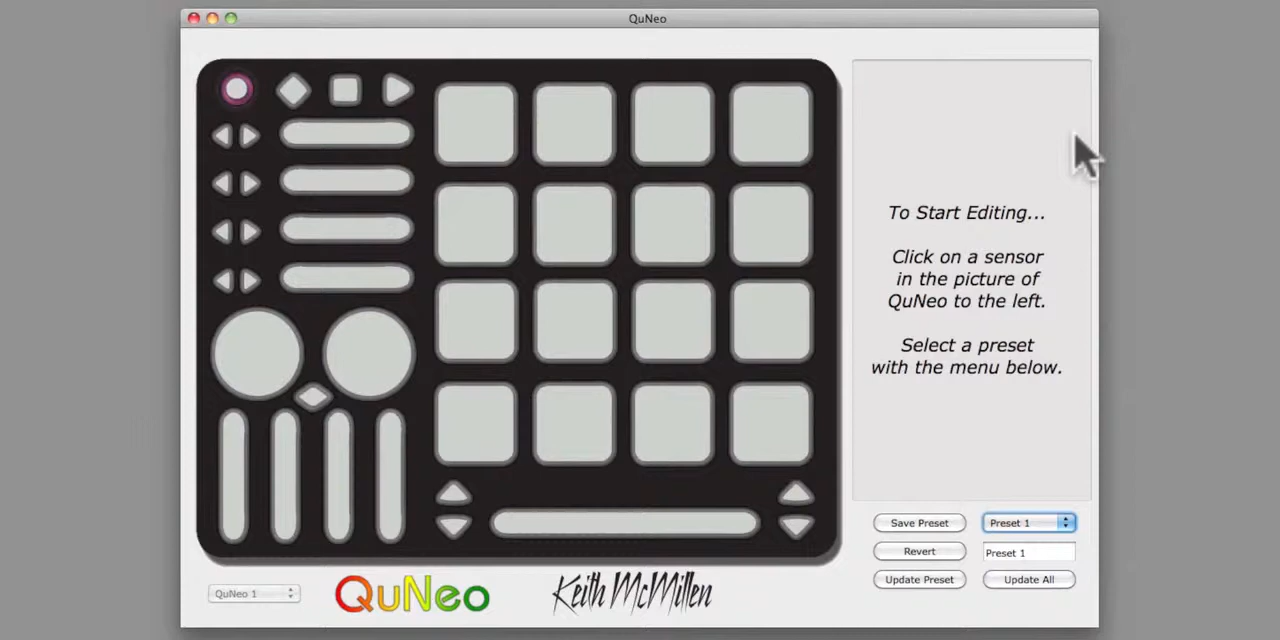 QuNeo
To Start Editing...
Click on a sensor
in the picture of
QuNeo to the left.
Select a preset
with the menu below.
Save Preset
Preset 1
Revert
Preset 1
Update Preset
Update All
QuNeo 1
QuNeo
Keith McMillen